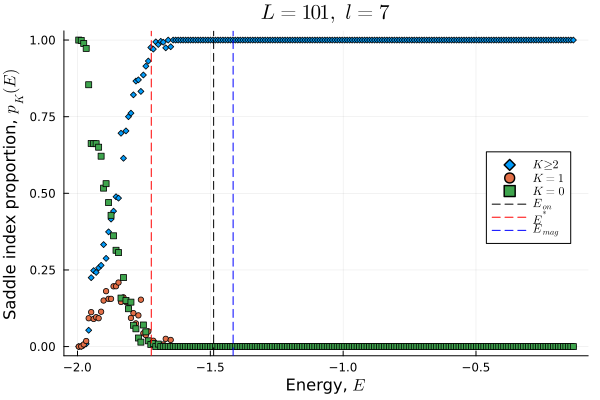 L = 101, l = 7
Saddle index proportion, p_K(E)
1.00
0.75
0.50
0.25
0.00
K≥2
K = 1
K = 0
E_on
E*
E_mag
−2.0 −1.5 −1.0 −0.5
Energy, E